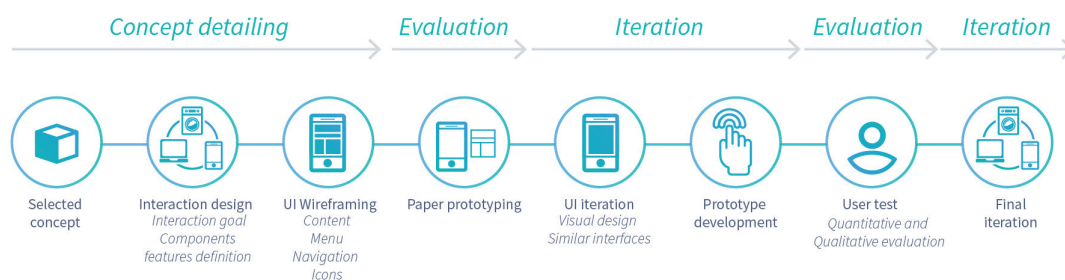 Concept detailing
Evaluation
Iteration
Evaluation
Iteration
Selected
concept
Interaction design
Interaction goal
Components
features definition
UI Wireframing
Content
Menu
Navigation
Icons
Paper prototyping
UI iteration
Visual design
Similar interfaces
Prototype
development
User test
Quantitative and
Qualitative evaluation
Final
iteration